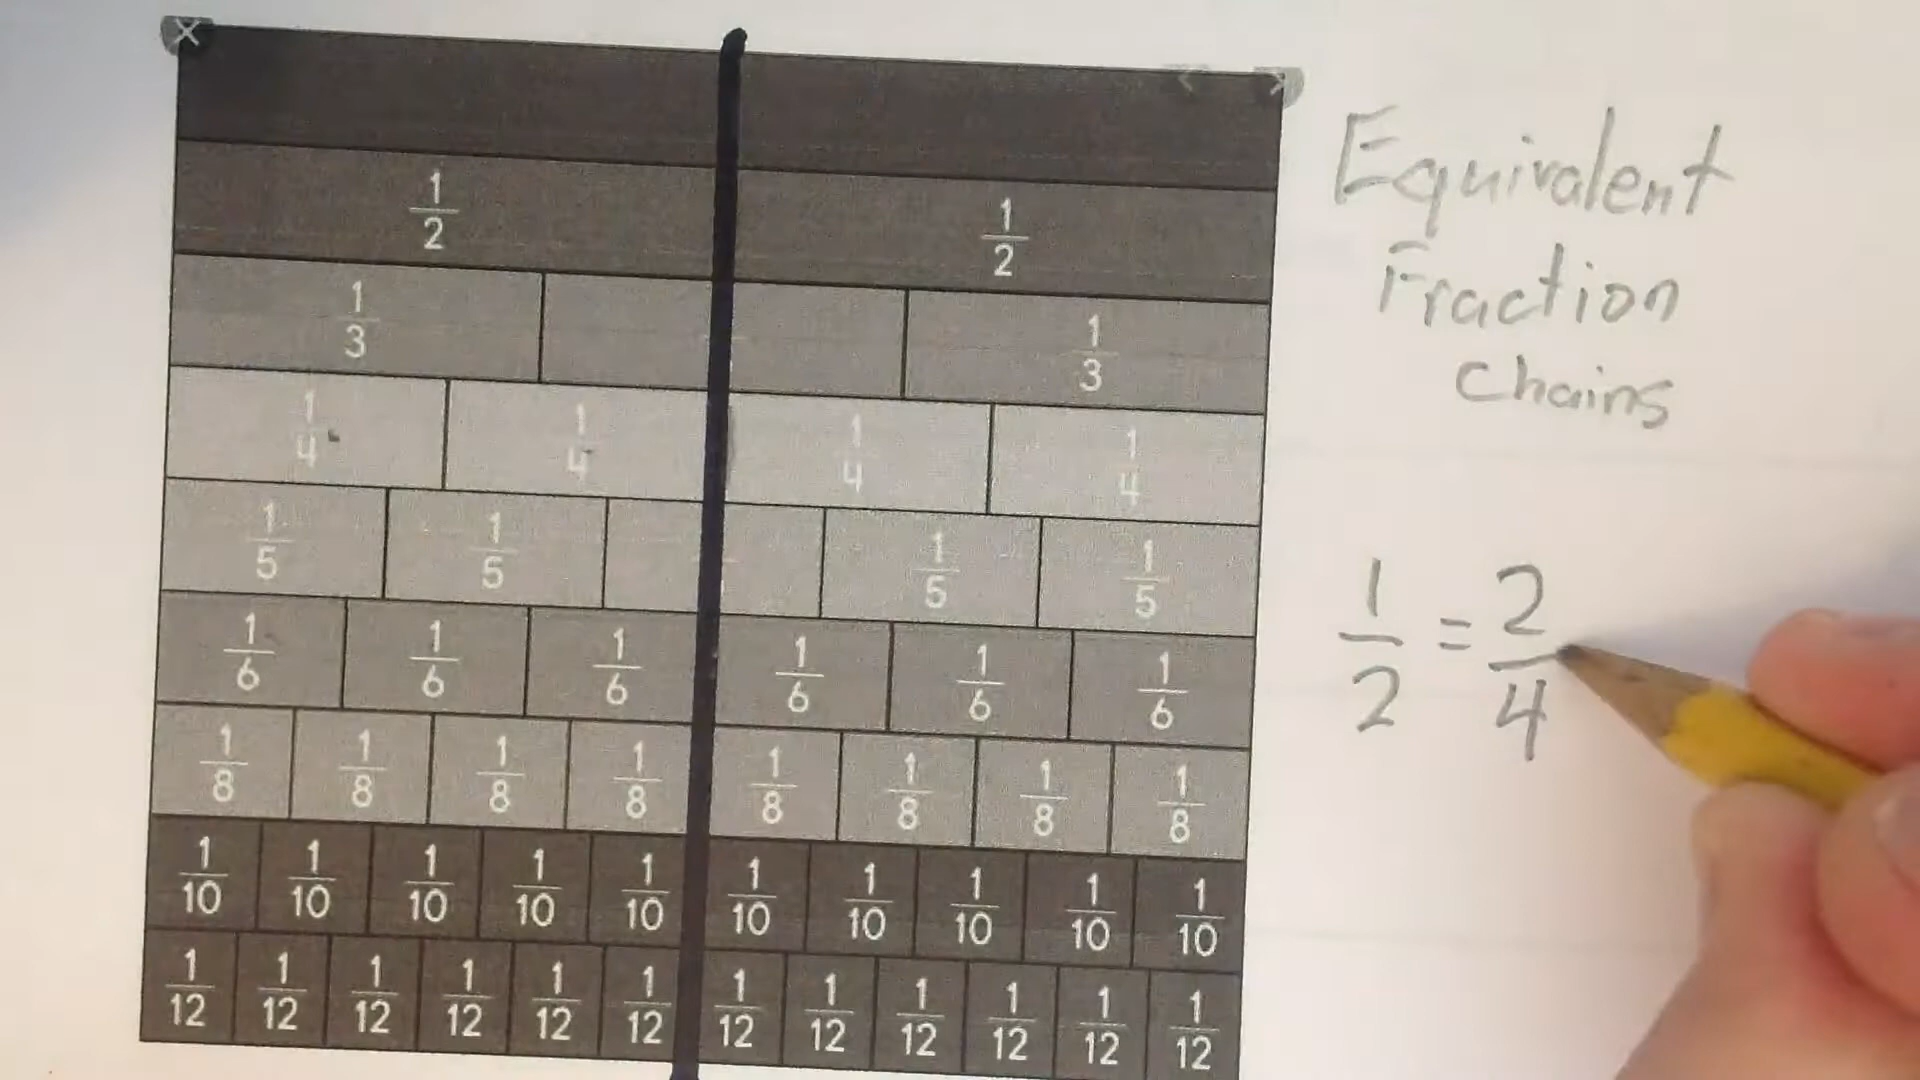 1/2 1/2
1/3 1/3
1/4 1/4 1/4 1/4
1/5 1/5 1/5 1/5
1/6 1/6 1/6 1/6 1/6 1/6
1/8 1/8 1/8 1/8 1/8 1/8 1/8 1/8
1/10 1/10 1/10 1/10 1/10 1/10 1/10 1/10 1/10 1/10
1/12 1/12 1/12 1/12 1/12 1/12 1/12 1/12 1/12 1/12 1/12 1/12
Equivalent
Fraction
Chains
1/2 = 2/4